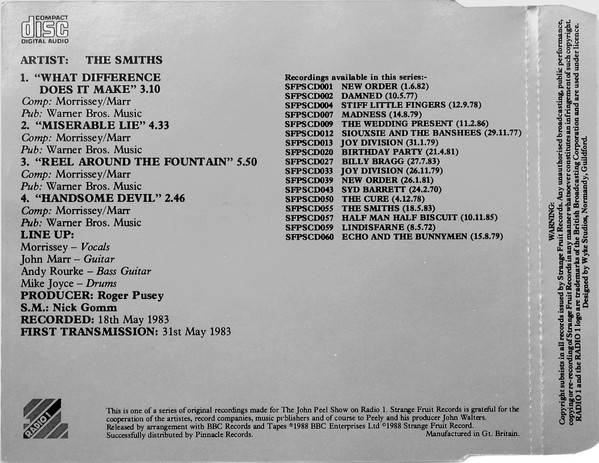 COMPACT
disc
DIGITAL AUDIO
ARTIST: THE SMITHS
1. “WHAT DIFFERENCE
DOES IT MAKE” 3.10
Comp: Morrissey/Marr
Pub: Warner Bros. Music
2. “MISERABLE LIE” 4.33
Comp: Morrissey/Marr
Pub: Warner Bros. Music
3. “REEL AROUND THE FOUNTAIN” 5.50
Comp: Morrissey/Marr
Pub: Warner Bros. Music
4. “HANDSOME DEVIL” 2.46
Comp: Morrissey/Marr
Pub: Warner Bros. Music
LINE UP:
Morrissey – Vocals
John Marr – Guitar
Andy Rourke – Bass Guitar
Mike Joyce – Drums
PRODUCER: Roger Pusey
S.M.: Nick Gomm
RECORDED: 18th May 1983
FIRST TRANSMISSION: 31st May 1983
Recordings available in this series:-
SFPSCD001 NEW ORDER (1.6.82)
SFPSCD002 DAMNED (10.5.77)
SFPSCD004 STIFF LITTLE FINGERS (12.9.78)
SFPSCD007 MADNESS (14.8.79)
SFPSCD009 THE WEDDING PRESENT (11.2.86)
SFPSCD012 SIOUXSIE AND THE BANSHEES (29.11.77)
SFPSCD013 JOY DIVISION (31.1.79)
SFPSCD020 BIRTHDAY PARTY (21.4.81)
SFPSCD027 BILLY BRAGG (27.7.83)
SFPSCD033 JOY DIVISION (26.11.79)
SFPSCD039 NEW ORDER (26.1.81)
SFPSCD043 SYD BARRETT (24.2.70)
SFPSCD050 THE CURE (4.12.78)
SFPSCD055 THE SMITHS (18.5.83)
SFPSCD057 HALF MAN HALF BISCUIT (10.11.85)
SFPSCD059 LINDISFARNE (8.5.72)
SFPSCD060 ECHO AND THE BUNNYMEN (15.8.79)
RADIO 1
This is one of a series of original recordings made for The John Peel Show on Radio 1. Strange Fruit Records is grateful for the
cooperation of the artistes, record companies, music publishers and of course to Peely and his producer John Walters.
Released by arrangement with BBC Records and Tapes ℗1988 BBC Enterprises Ltd ©1988 Strange Fruit Records.
Successfully distributed by Pinnacle Records. Manufactured in Gt. Britain.
WARNING:
Copyright subsists in all records issued by Strange Fruit Records. Any unauthorised broadcasting, public performance,
copying or re-recording of Strange Fruit Records in any manner whatsoever constitutes an infringement of such copyright.
RADIO 1 and the RADIO 1 logo are trademarks of the British Broadcasting Corporation and are used under licence.
Designed by Wyke Studios, Normandy, Guildford.